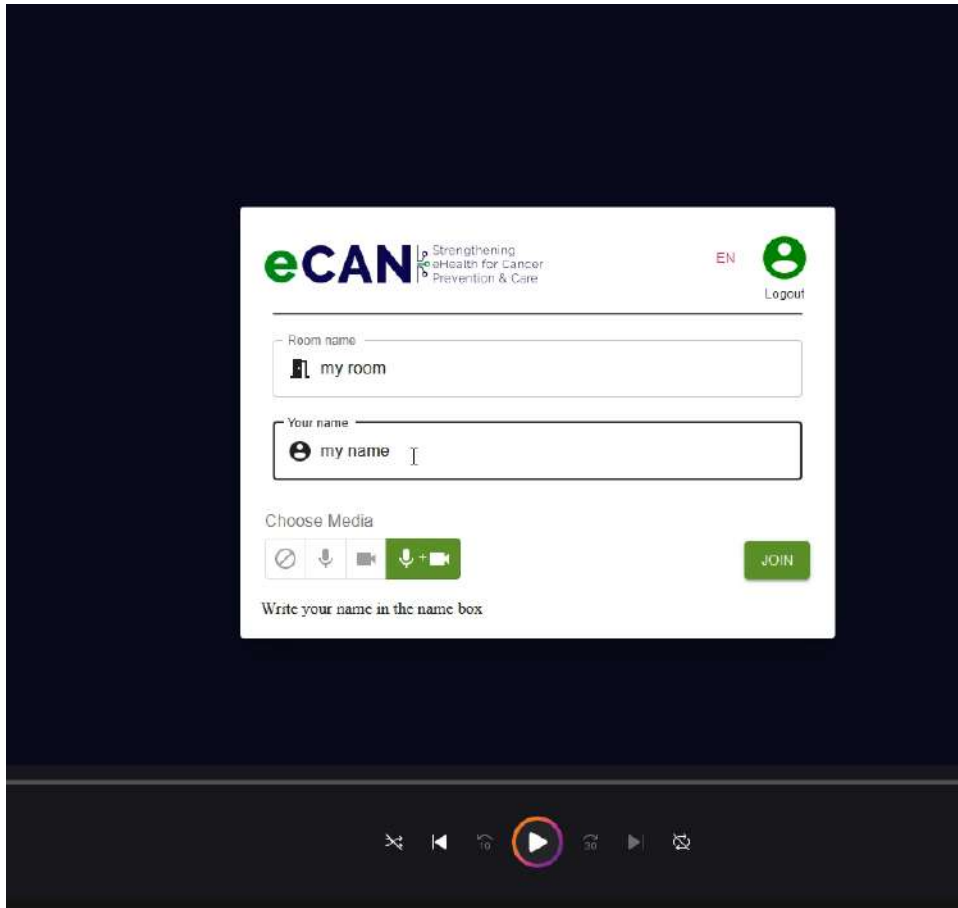 eCAN
Strengthening
eHealth for Cancer
Prevention & Care
EN
Logout
Room name
my room
Your name
my name
Choose Media
+
JOIN
Write your name in the name box
10
30